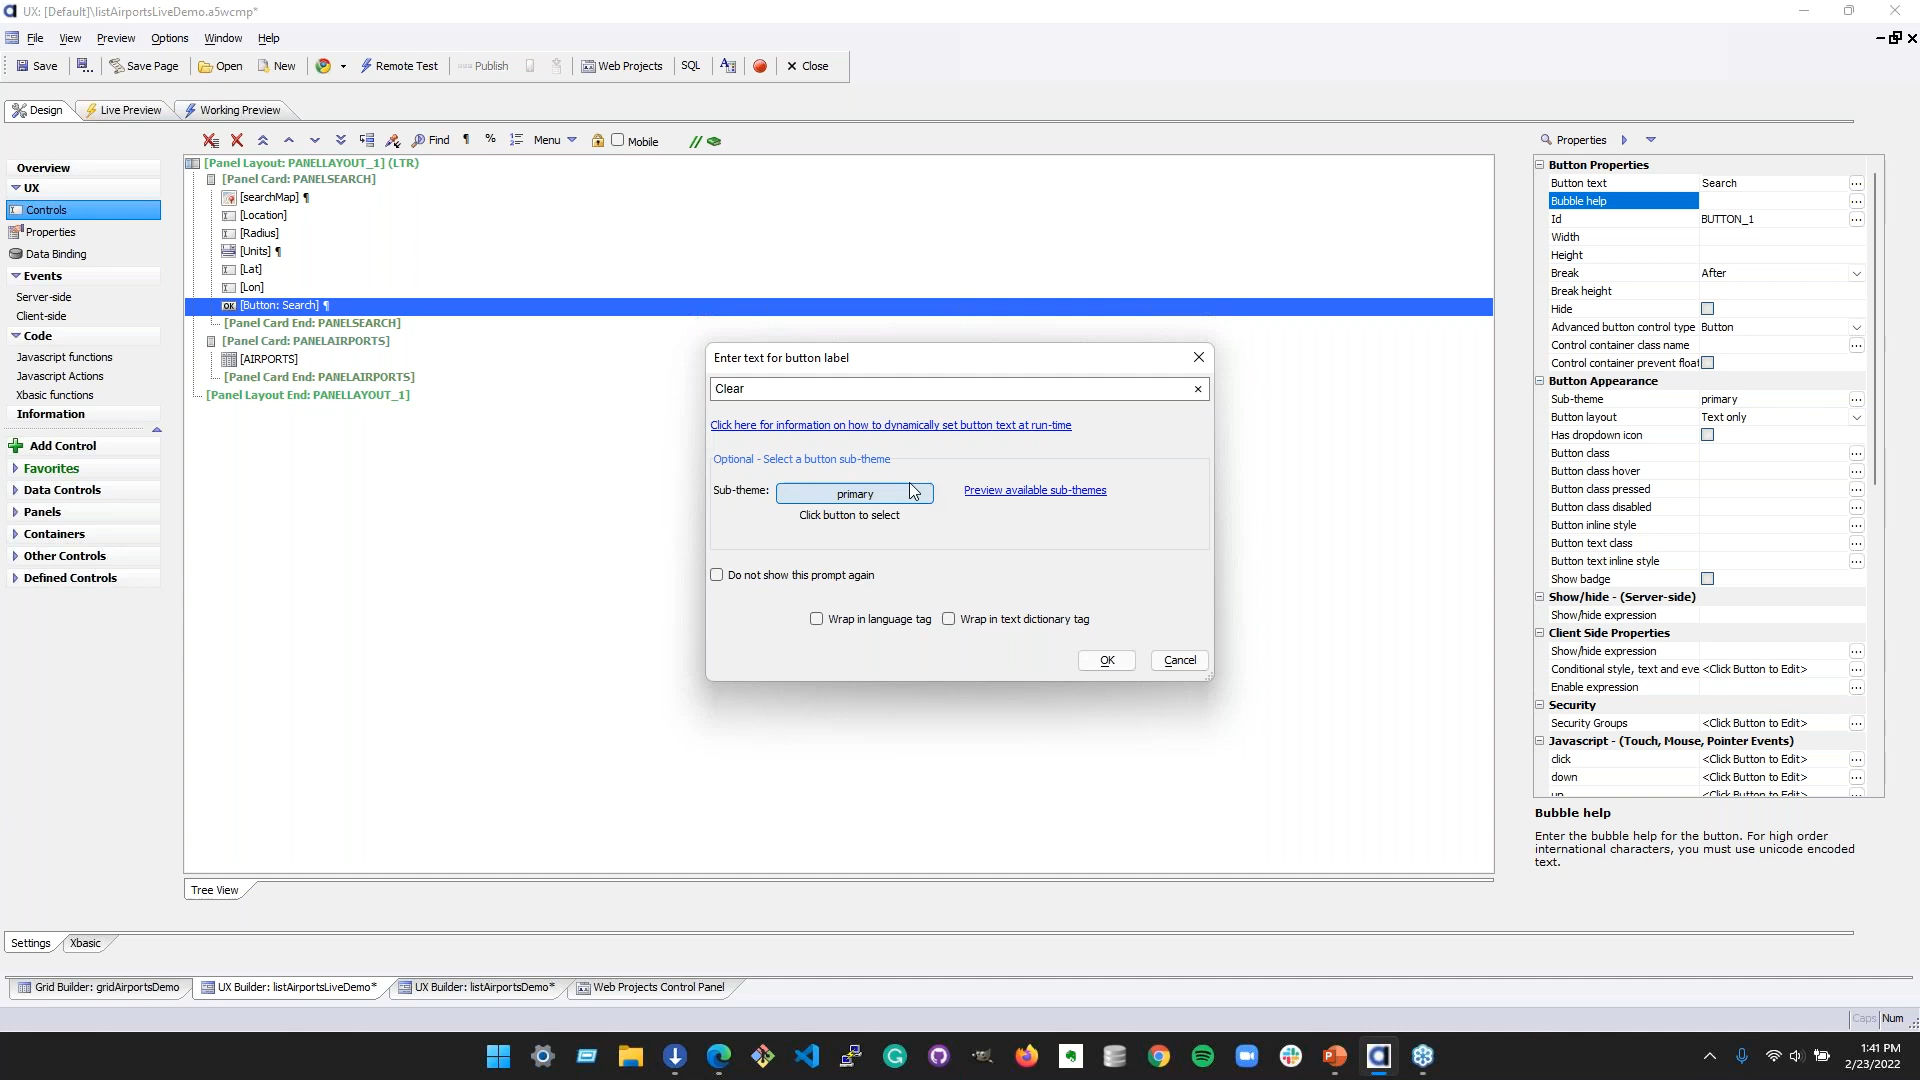 UX: [Default]\listAirportsLiveDemo.a5wcmp*
File View Preview Options Window Help
Save Save Page Open New Remote Test Publish Web Projects SQL Close
Design Live Preview Working Preview
Find ¶ % Menu Mobile // Properties
Overview
UX
Controls
Properties
Data Binding
Events
Server-side
Client-side
Code
Javascript functions
Javascript Actions
Xbasic functions
Information
Add Control
Favorites
Data Controls
Panels
Containers
Other Controls
Defined Controls
[Panel Layout: PANELLAYOUT_1] (LTR)
[Panel Card: PANELSEARCH]
[searchMap] ¶
[Location]
[Radius]
[Units] ¶
[Lat]
[Lon]
OK [Button: Search] ¶
[Panel Card End: PANELSEARCH]
[Panel Card: PANELAIRPORTS]
[AIRPORTS]
[Panel Card End: PANELAIRPORTS]
[Panel Layout End: PANELLAYOUT_1]
Enter text for button label
Clear
Click here for information on how to dynamically set button text at run-time
Optional - Select a button sub-theme
Sub-theme: primary Preview available sub-themes
Click button to select
Do not show this prompt again
Wrap in language tag Wrap in text dictionary tag
OK Cancel
Button Properties
Button text Search ...
Bubble help ...
Id BUTTON_1 ...
Width
Height
Break After
Break height
Hide
Advanced button control type Button
Control container class name ...
Control container prevent float
Button Appearance
Sub-theme primary ...
Button layout Text only
Has dropdown icon
Button class ...
Button class hover ...
Button class pressed ...
Button class disabled ...
Button inline style ...
Button text class ...
Button text inline style ...
Show badge
Show/hide - (Server-side)
Show/hide expression
Client Side Properties
Show/hide expression ...
Conditional style, text and eve <Click Button to Edit> ...
Enable expression ...
Security
Security Groups <Click Button to Edit> ...
Javascript - (Touch, Mouse, Pointer Events)
click <Click Button to Edit> ...
down <Click Button to Edit> ...
up <Click Button to Edit> ...
Bubble help
Enter the bubble help for the button. For high order
international characters, you must use unicode encoded
text.
Tree View
Settings Xbasic
Grid Builder: gridAirportsDemo UX Builder: listAirportsLiveDemo* UX Builder: listAirportsDemo* Web Projects Control Panel
Caps Num
1:41 PM
2/23/2022